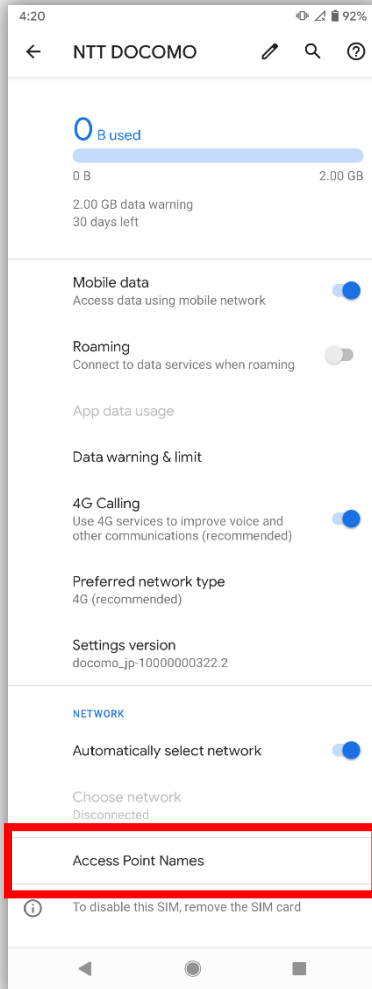 4:20 92%
NTT DOCOMO
0 B used
0 B 2.00 GB
2.00 GB data warning
30 days left
Mobile data
Access data using mobile network
Roaming
Connect to data services when roaming
App data usage
Data warning & limit
4G Calling
Use 4G services to improve voice and
other communications (recommended)
Preferred network type
4G (recommended)
Settings version
docomo_jp-10000000322.2
NETWORK
Automatically select network
Choose network
Disconnected
Access Point Names
To disable this SIM, remove the SIM card